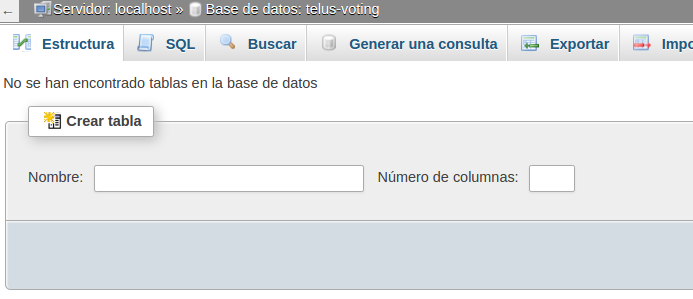 ← Servidor: localhost » Base de datos: telus-voting
Estructura SQL Buscar Generar una consulta Exportar Impo
No se han encontrado tablas en la base de datos
Crear tabla
Nombre: Número de columnas: